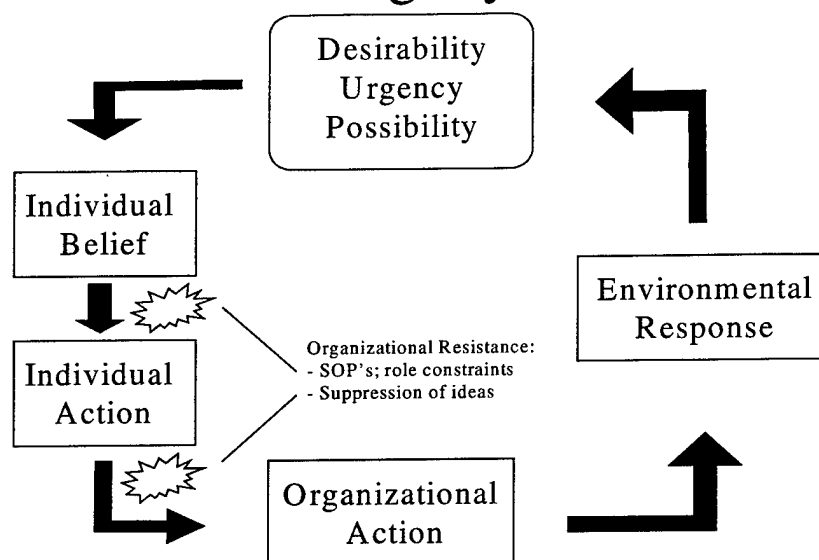 Desirability
Urgency
Possibility
Individual
Belief
Environmental
Response
Organizational Resistance:
- SOP's; role constraints
- Suppression of ideas
Individual
Action
Organizational
Action